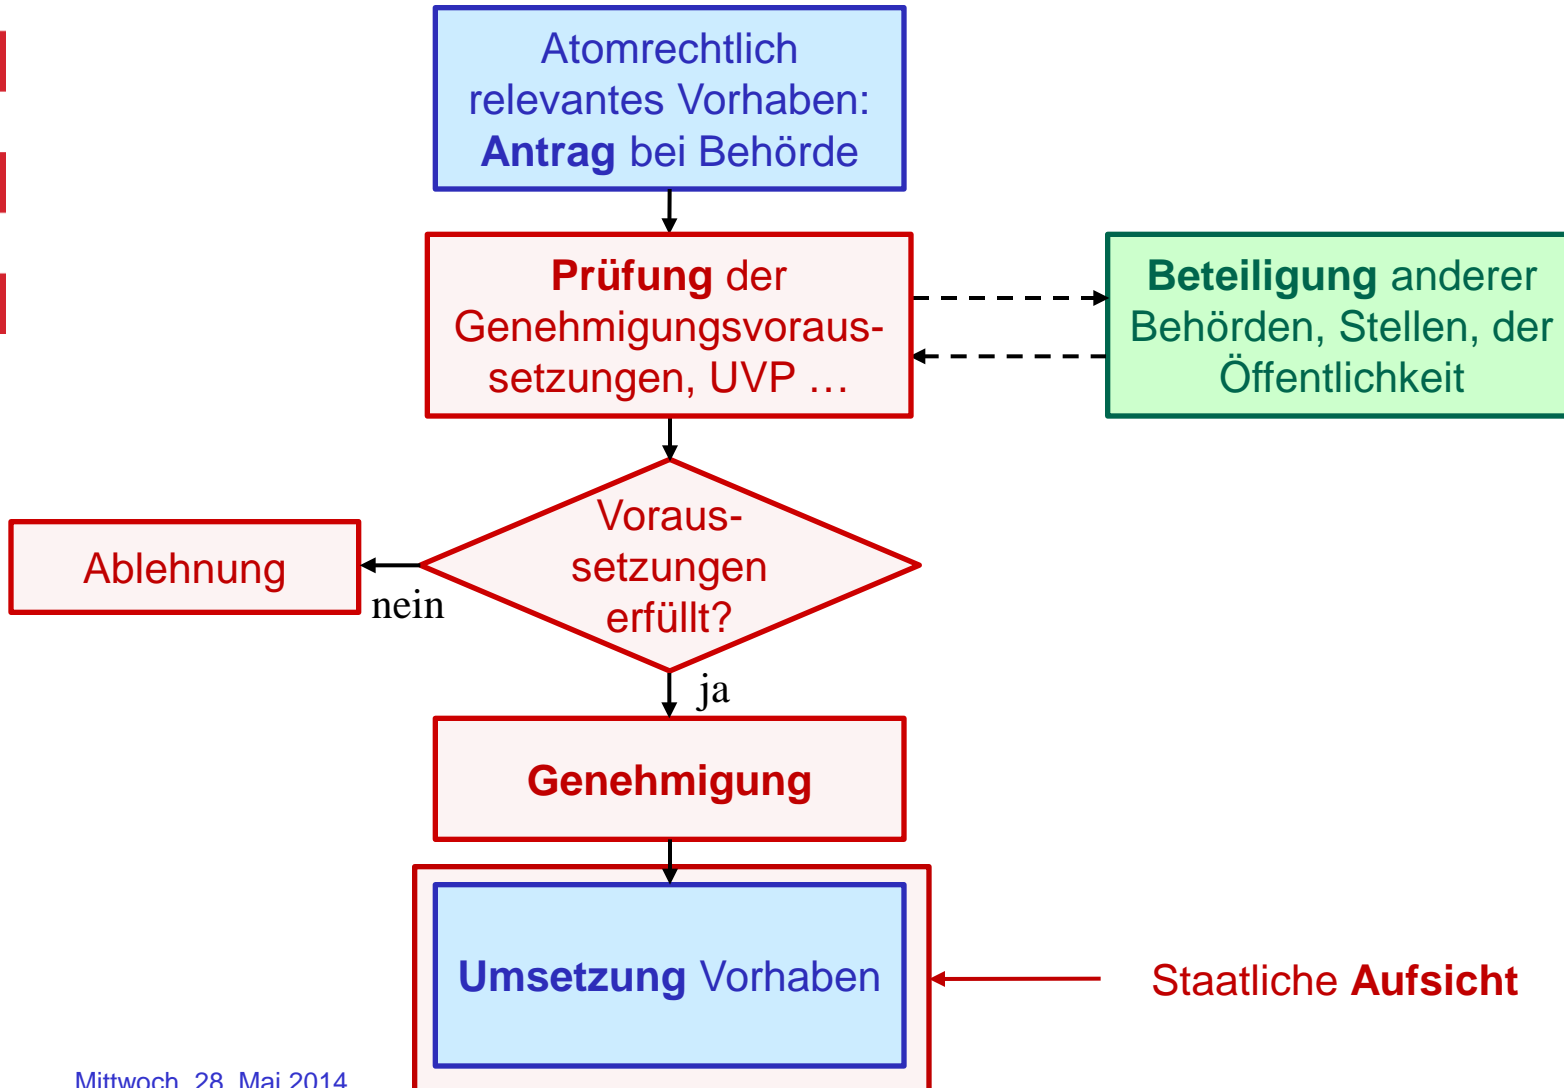 Atomrechtlich
relevantes Vorhaben:
Antrag bei Behörde
Prüfung der
Genehmigungsvoraus-
setzungen, UVP …
Beteiligung anderer
Behörden, Stellen, der
Öffentlichkeit
Voraus-
setzungen
erfüllt?
Ablehnung
nein
ja
Genehmigung
Umsetzung Vorhaben
Staatliche Aufsicht
Mittwoch, 28. Mai 2014